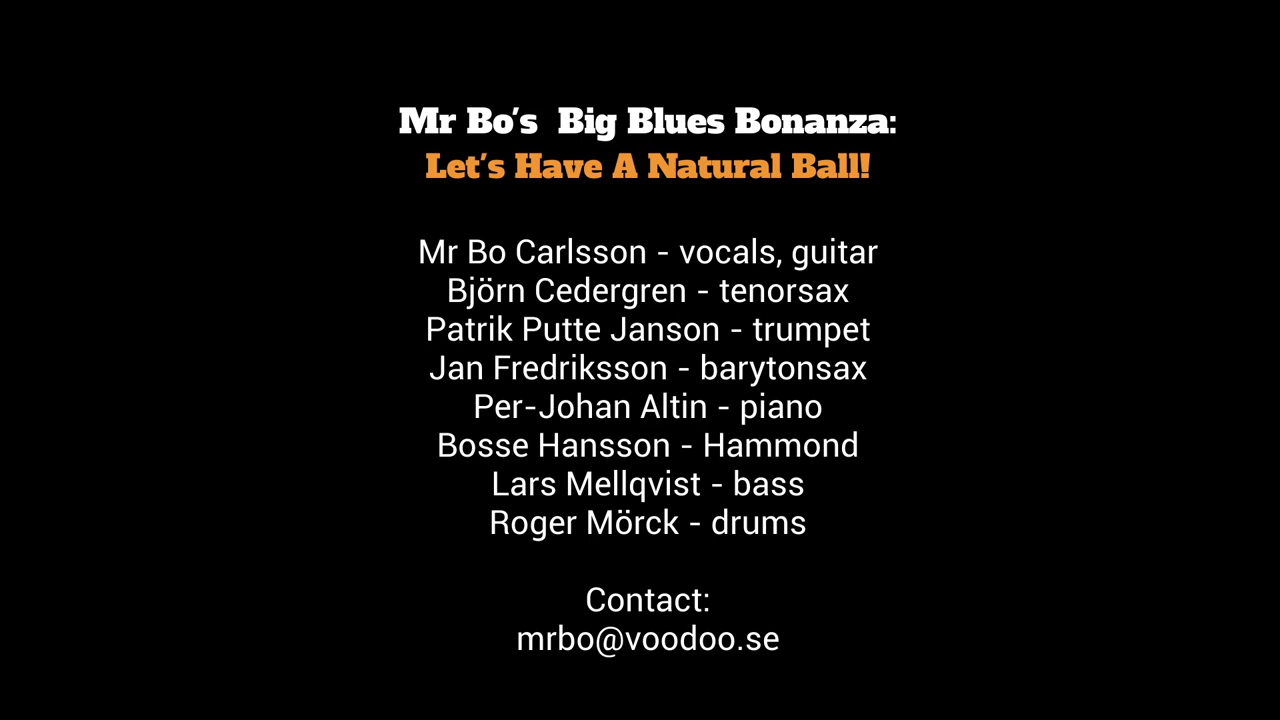 Mr Bo's  Big Blues Bonanza:
Let's Have A Natural Ball!
Mr Bo Carlsson - vocals, guitar
Björn Cedergren - tenorsax
Patrik Putte Janson - trumpet
Jan Fredriksson - barytonsax
Per-Johan Altin - piano
Bosse Hansson - Hammond
Lars Mellqvist - bass
Roger Mörck - drums
Contact:
mrbo@voodoo.se